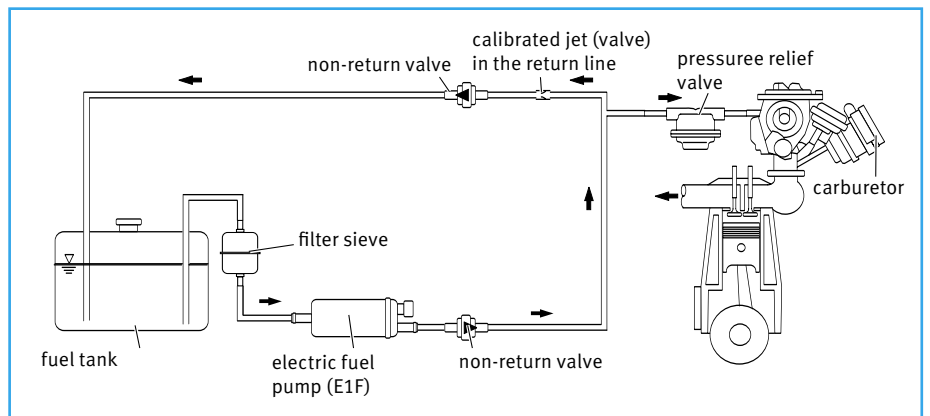 calibrated jet (valve)
in the return line
non-return valve
pressuree relief
valve
carburetor
filter sieve
fuel tank
electric fuel
pump (E1F)
non-return valve